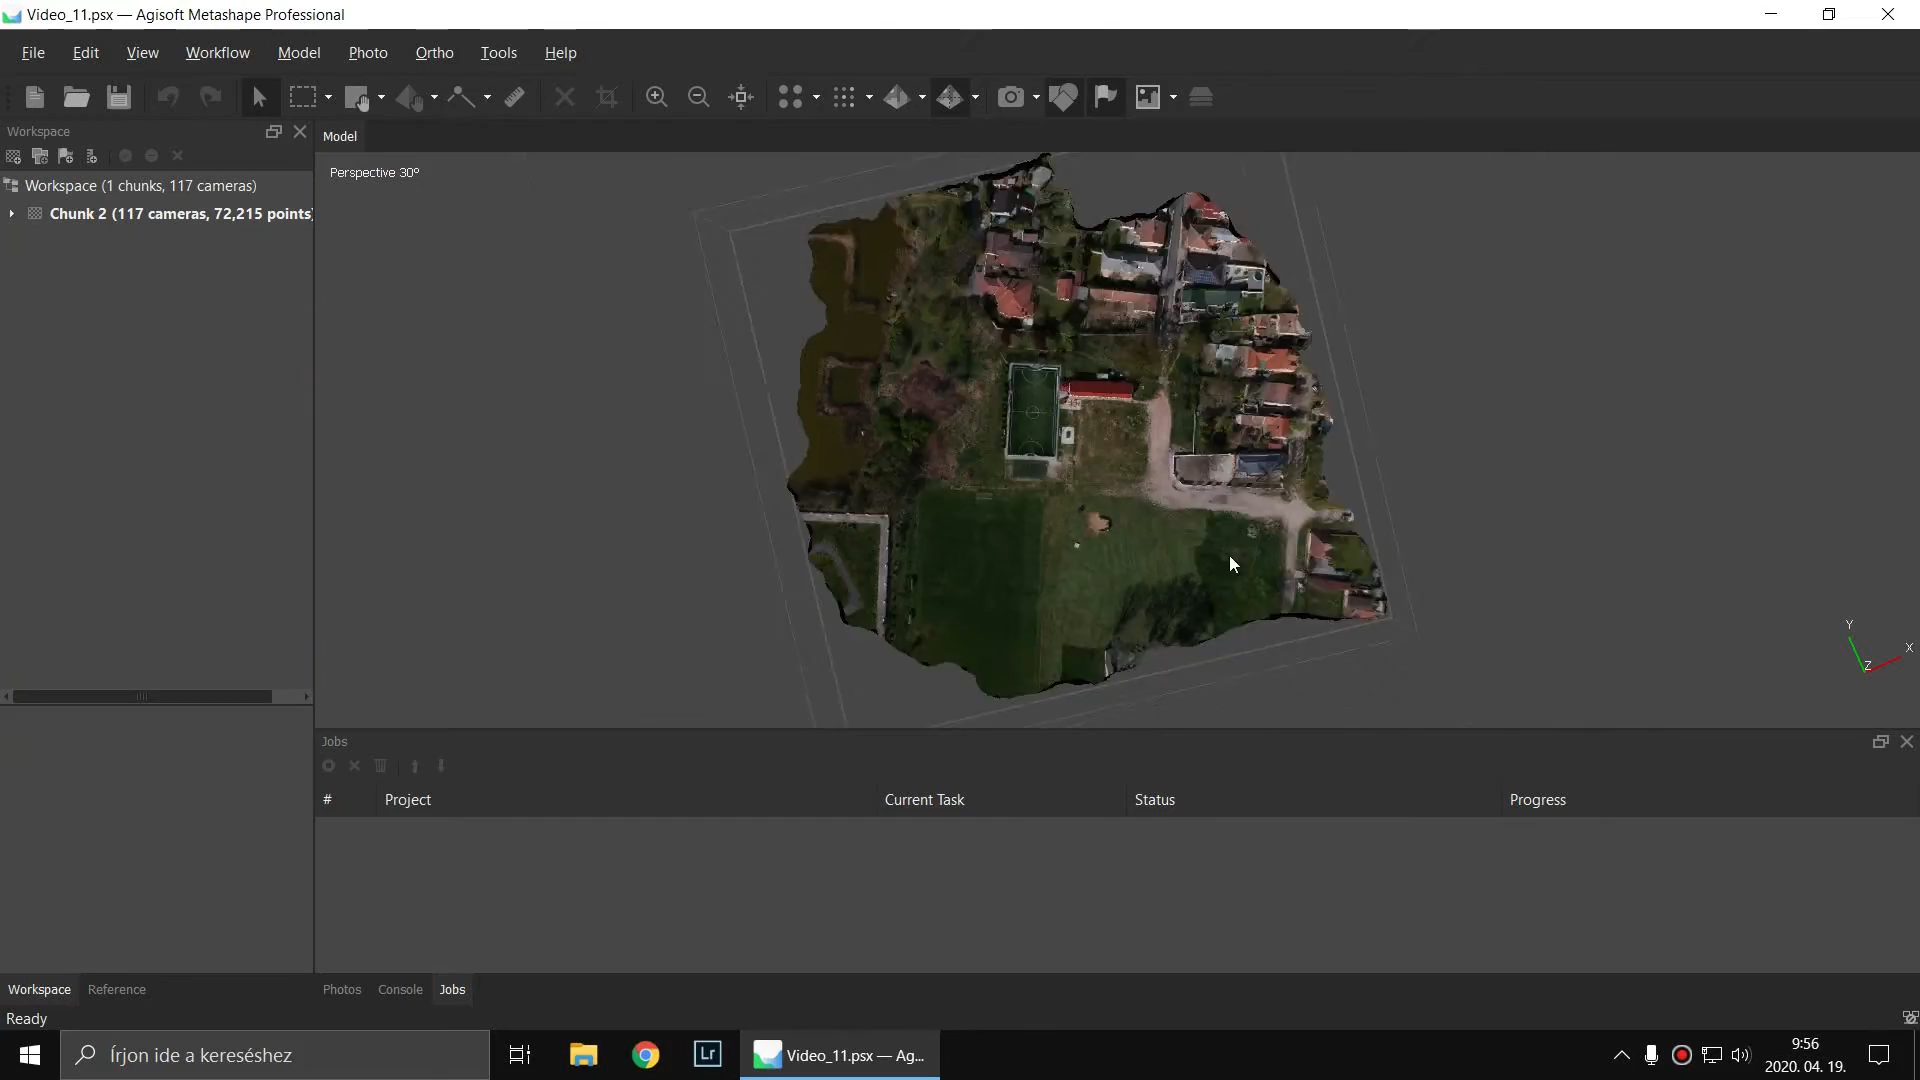 Video_11.psx — Agisoft Metashape Professional
File Edit View Workflow Model Photo Ortho Tools Help
Workspace
Model
Perspective 30°
Workspace (1 chunks, 117 cameras)
Chunk 2 (117 cameras, 72,215 points)
Y
X
Z
Jobs
# Project Current Task Status Progress
Workspace Reference Photos Console Jobs
Ready
Írjon ide a kereséshez
Lr
Video_11.psx — Ag...
9:56
2020. 04. 19.